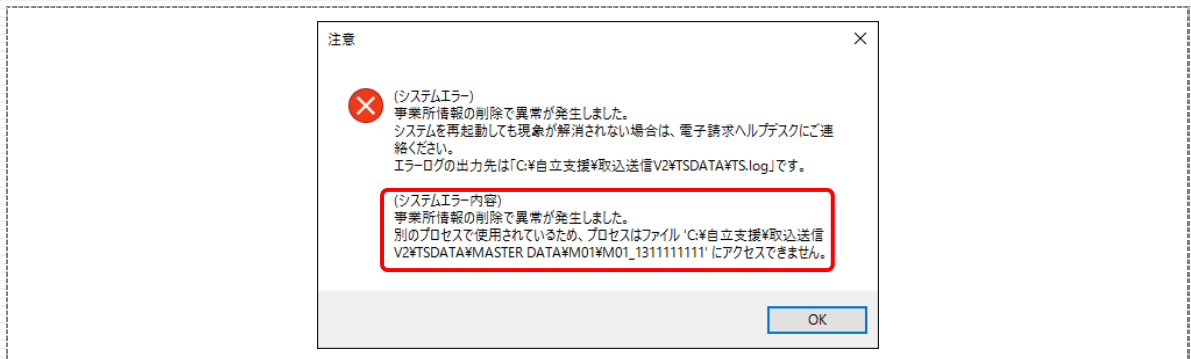 注意
(システムエラー)
事業所情報の削除で異常が発生しました。
システムを再起動しても現象が解消されない場合は、電子請求ヘルプデスクにご連
絡ください。
エラーログの出力先は「C:¥自立支援¥取込送信V2¥TSDATA¥TS.log」です。
(システムエラー内容)
事業所情報の削除で異常が発生しました。
別のプロセスで使用されているため、プロセスはファイル 'C:¥自立支援¥取込送信
V2¥TSDATA¥MASTER DATA¥M01¥M01_1311111111' にアクセスできません。
OK